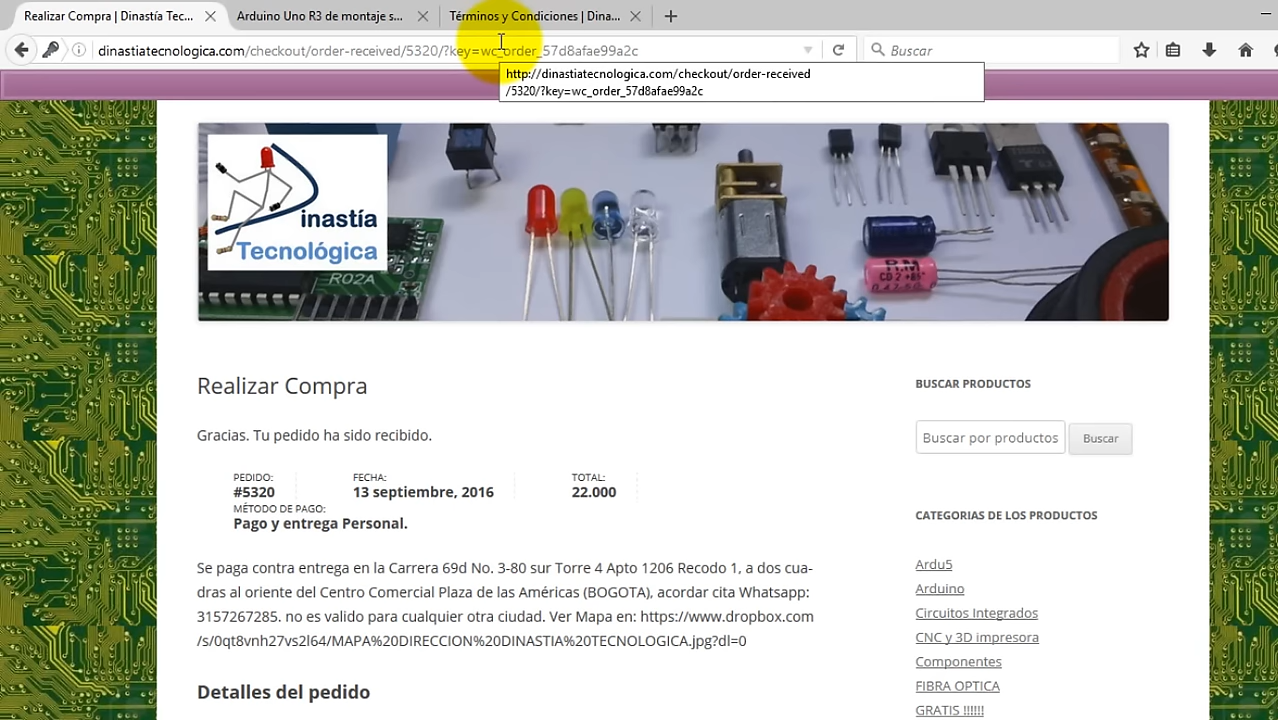 Realizar Compra | Dinastía Tec...
Arduino Uno R3 de montaje s...
Términos y Condiciones | Dina...
dinastiatecnologica.com/checkout/order-received/5320/?key=wc_order_57d8afae99a2c
Buscar
http://dinastiatecnologica.com/checkout/order-received
/5320/?key=wc_order_57d8afae99a2c
inastía
Tecnológica
R02A
R.M
CD 2
Realizar Compra
BUSCAR PRODUCTOS
Gracias. Tu pedido ha sido recibido.
Buscar por productos
Buscar
PEDIDO:
#5320
FECHA:
13 septiembre, 2016
TOTAL:
22.000
MÉTODO DE PAGO:
Pago y entrega Personal.
CATEGORIAS DE LOS PRODUCTOS
Se paga contra entrega en la Carrera 69d No. 3-80 sur Torre 4 Apto 1206 Recodo 1, a dos cua-
dras al oriente del Centro Comercial Plaza de las Américas (BOGOTA), acordar cita Whatsapp:
3157267285. no es valido para cualquier otra ciudad. Ver Mapa en: https://www.dropbox.com
/s/0qt8vnh27vs2l64/MAPA%20DIRECCION%20DINASTIA%20TECNOLOGICA.jpg?dl=0
Ardu5
Arduino
Circuitos Integrados
CNC y 3D impresora
Componentes
FIBRA OPTICA
GRATIS !!!!!!
Detalles del pedido